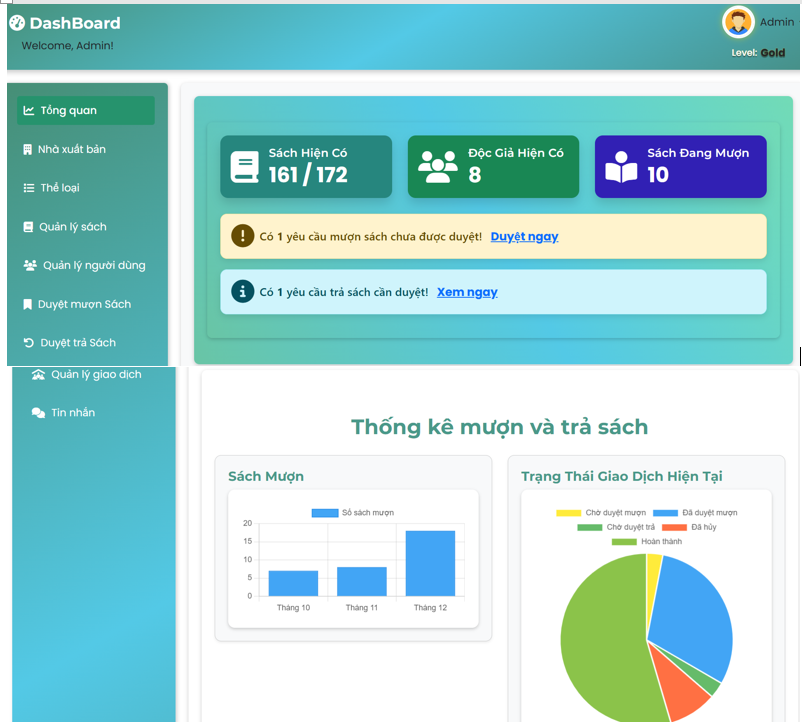 DashBoard
Welcome, Admin!
Admin
Level: Gold
Tổng quan
Nhà xuất bản
Thể loại
Quản lý sách
Quản lý người dùng
Duyệt mượn Sách
Duyệt trả Sách
Quản lý giao dịch
Tin nhắn
Sách Hiện Có
161 / 172
Độc Giả Hiện Có
8
Sách Đang Mượn
10
Có 1 yêu cầu mượn sách chưa được duyệt! Duyệt ngay
Có 1 yêu cầu trả sách cần duyệt! Xem ngay
Thống kê mượn và trả sách
Sách Mượn
Số sách mượn
20
15
10
5
0
Tháng 10
Tháng 11
Tháng 12
Trạng Thái Giao Dịch Hiện Tại
Chờ duyệt mượn
Đã duyệt mượn
Chờ duyệt trả
Đã hủy
Hoàn thành